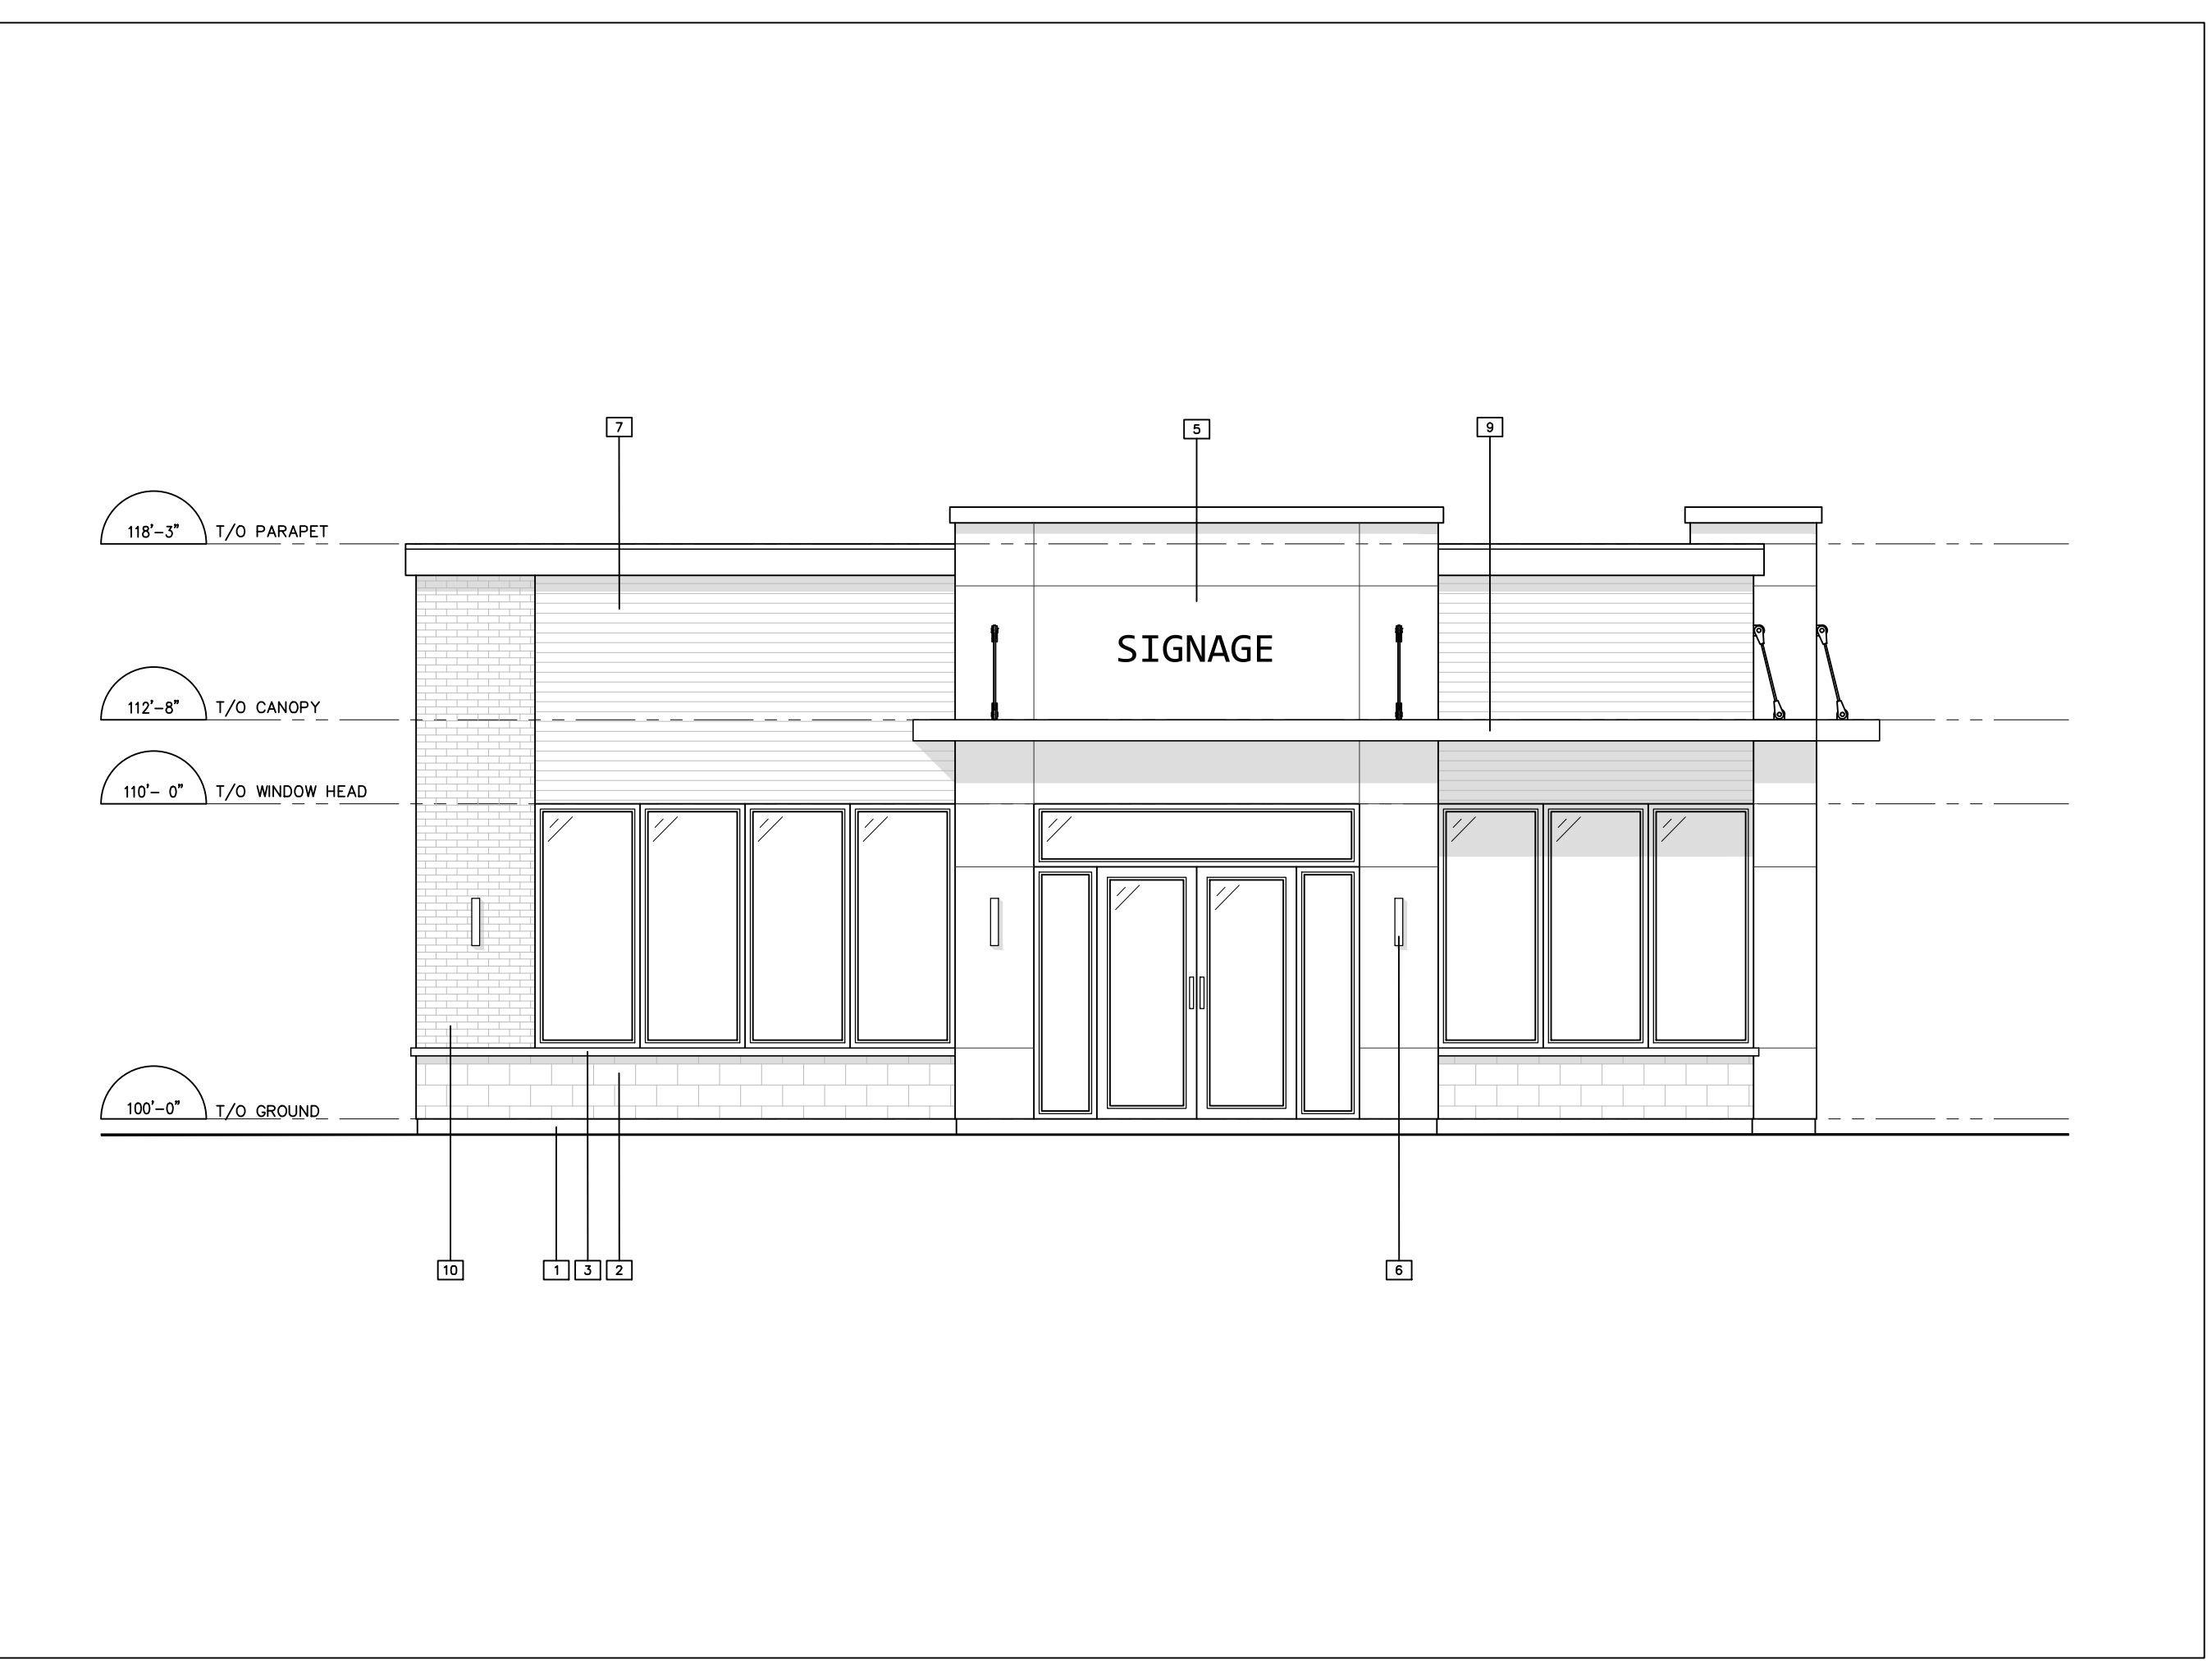 7
5
9
118'-3" T/O PARAPET
SIGNAGE
112'-8" T/O CANOPY
110'- 0" T/O WINDOW HEAD
100'-0" T/O GROUND
10
1
3
2
6